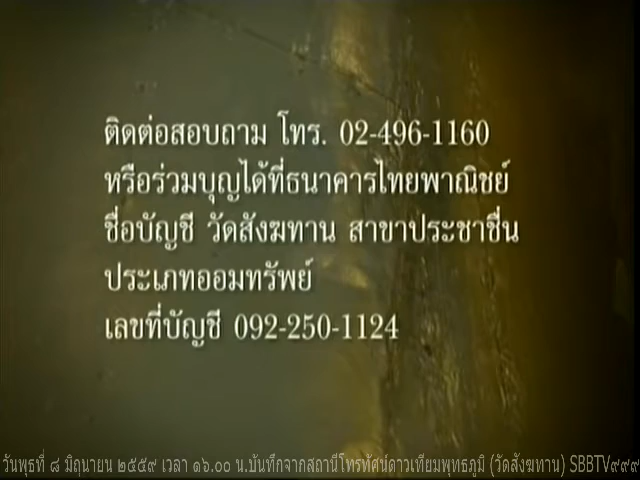 ติดต่อสอบถาม โทร. 02-496-1160
หรือร่วมบุญได้ที่ธนาคารไทยพาณิชย์
ชื่อบัญชี วัดสังฆทาน สาขาประชาชื่น
ประเภทออมทรัพย์
เลขที่บัญชี 092-250-1124
วันพุธที่ ๘ มิถุนายน ๒๕๕๙ เวลา ๑๖.๐๐ น.บันทึกจากสถานีโทรทัศน์ดาวเทียมพุทธภูมิ (วัดสังฆทาน) SBBTV๙๙๙